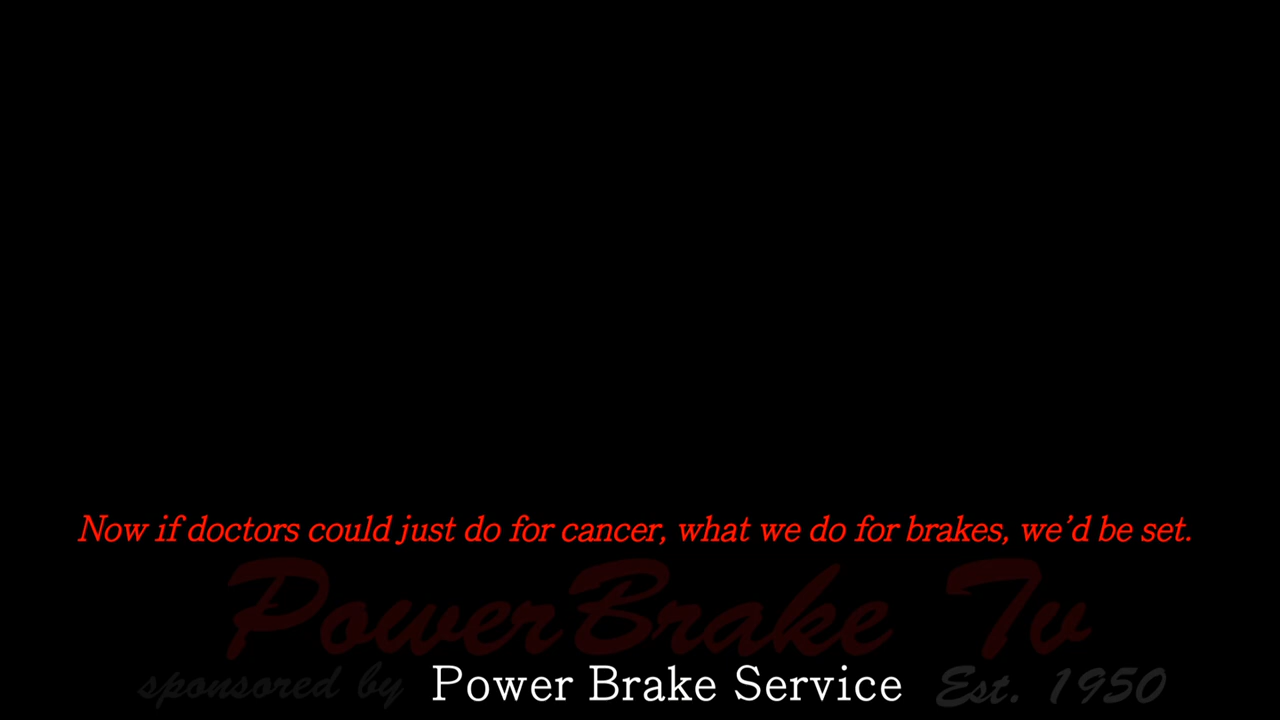 Now if doctors could just do for cancer, what we do for brakes, we’d be set.
PowerBrake Tv
sponsored by Power Brake Service Est. 1950